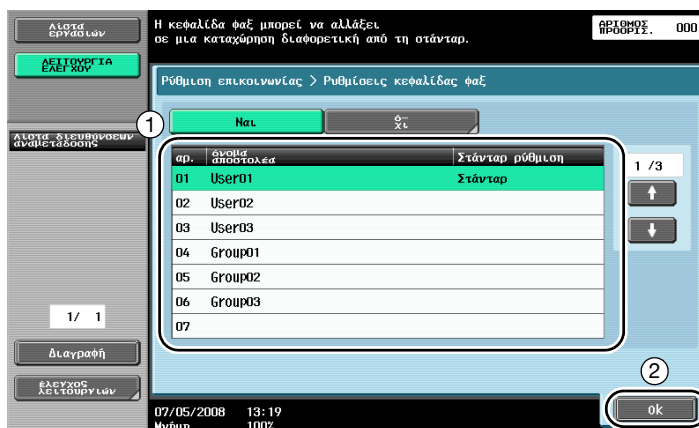 Λίστα
εργασιών
Η κεφαλίδα φαξ μπορεί να αλλάξει
σε μια καταχώρηση διαφορετική από τη στάνταρ.
ΑΡΙΘΜΟΣ
ΠΡΟΟΡΙΣ.
000
ΛΕΙΤΟΥΡΓΙΑ
ΕΛΕΓΧΟΥ
Ρύθμιση επικοινωνίας > Ρυθμίσεις κεφαλίδας φαξ
1
Ναι
ό-
χι
Λίστα διευθύνσεων
αναμετάδοσης
αρ. όνομα
αποστολέα Στάνταρ ρύθμιση
1 /3
01 User01 Στάνταρ
02 User02
03 User03
04 Group01
05 Group02
06 Group03
07
1/ 1
Διαγραφή
έλεγχος
λειτουργιών
2
ok
07/05/2008 13:19
Μνήμη 100%